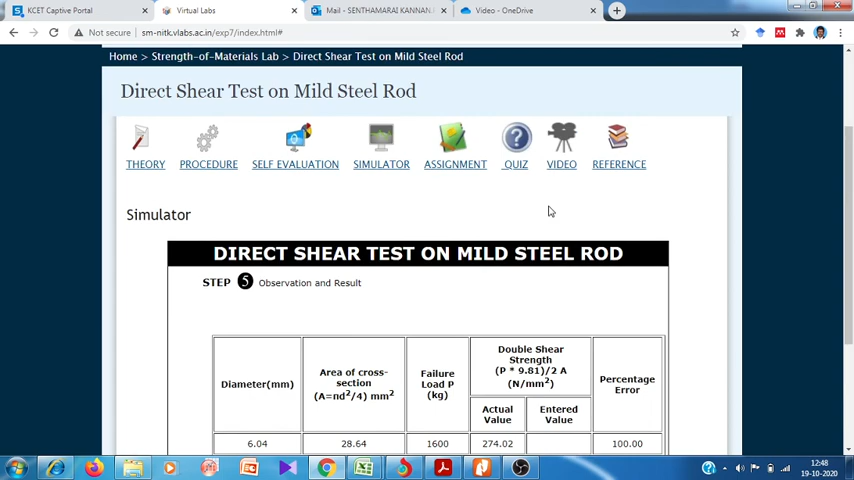 KCET Captive Portal
Virtual Labs
Mail - SENTHAMARAI KANNAN
Video - OneDrive
Not secure | sm-nitk.vlabs.ac.in/exp7/index.html#
Home > Strength-of-Materials Lab > Direct Shear Test on Mild Steel Rod
Direct Shear Test on Mild Steel Rod
THEORY PROCEDURE SELF EVALUATION SIMULATOR ASSIGNMENT QUIZ VIDEO REFERENCE
Simulator
DIRECT SHEAR TEST ON MILD STEEL ROD
STEP 5 Observation and Result
Diameter(mm)
Area of cross-
section
(A=πd²/4) mm²
Failure
Load P
(kg)
Double Shear
Strength
(P * 9.81)/2 A
(N/mm²)
Actual
Value
Entered
Value
Percentage
Error
6.04 28.64 1600 274.02 100.00
12:48
19-10-2020